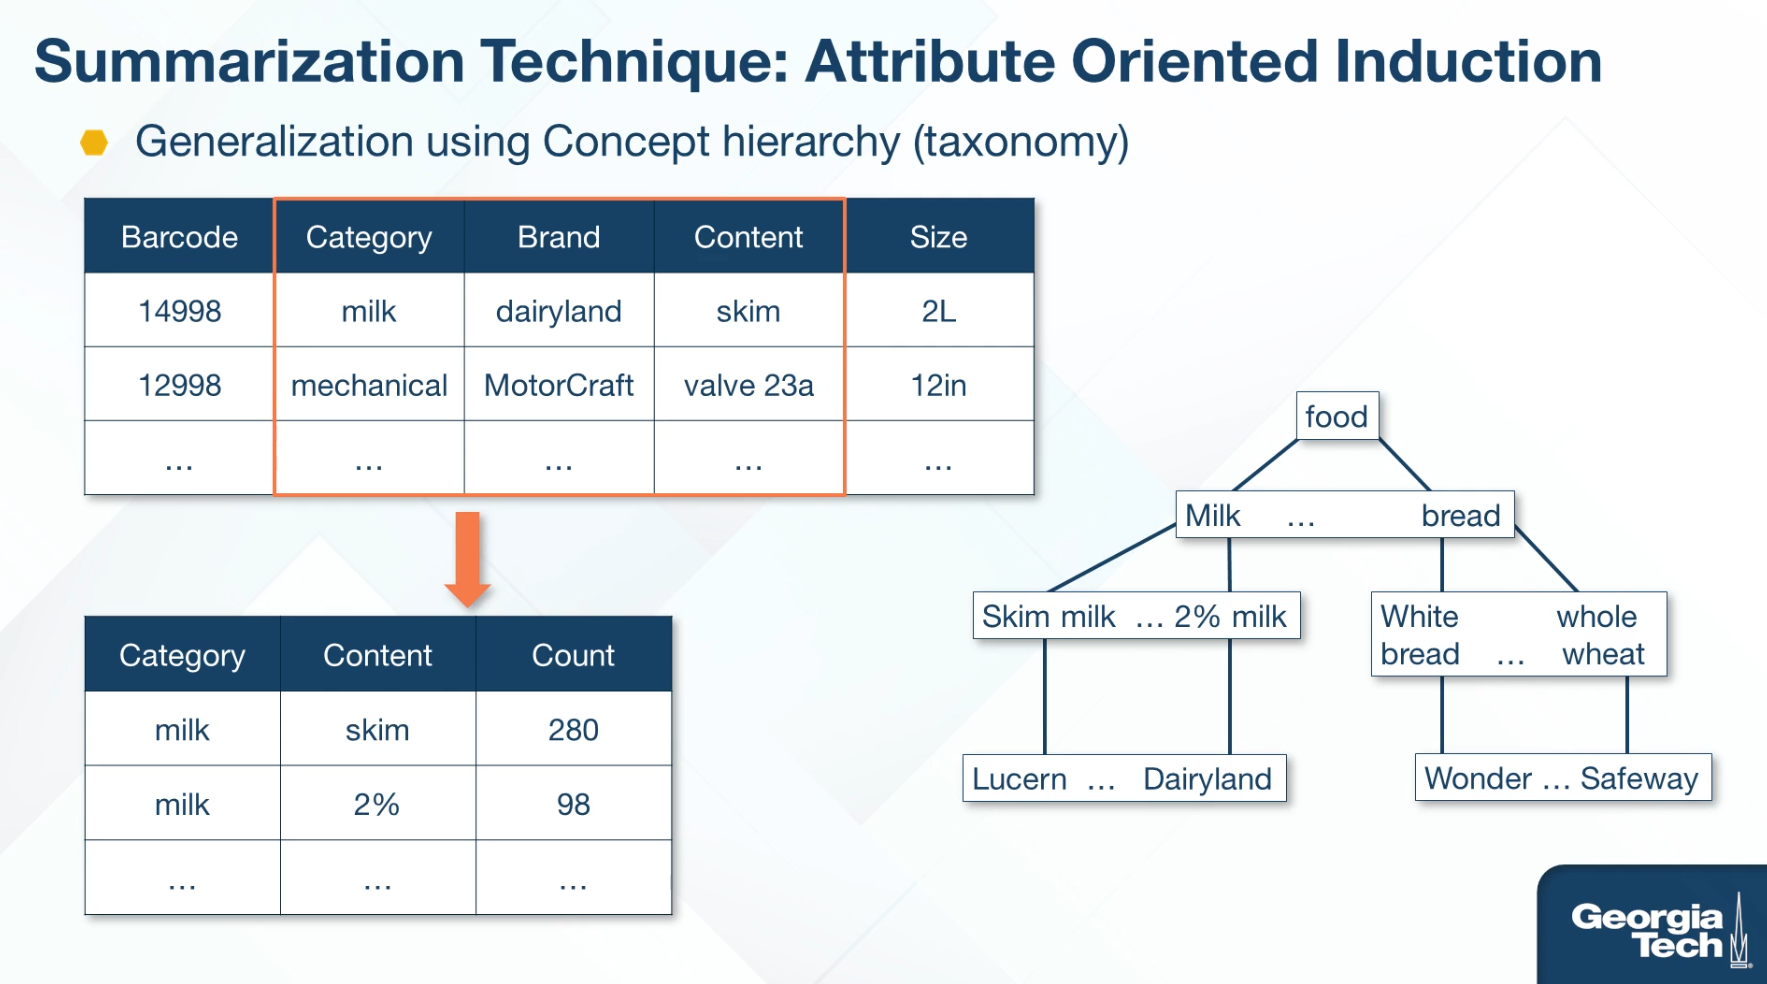 Summarization Technique: Attribute Oriented Induction
Generalization using Concept hierarchy (taxonomy)
Barcode Category Brand Content Size
14998 milk dairyland skim 2L
12998 mechanical MotorCraft valve 23a 12in
... ... ... ... ...
Category Content Count
milk skim 280
milk 2% 98
... ... ...
food
Milk ... bread
Skim milk ... 2% milk
White whole
bread ... wheat
Lucern ... Dairyland
Wonder ... Safeway
Georgia
Tech